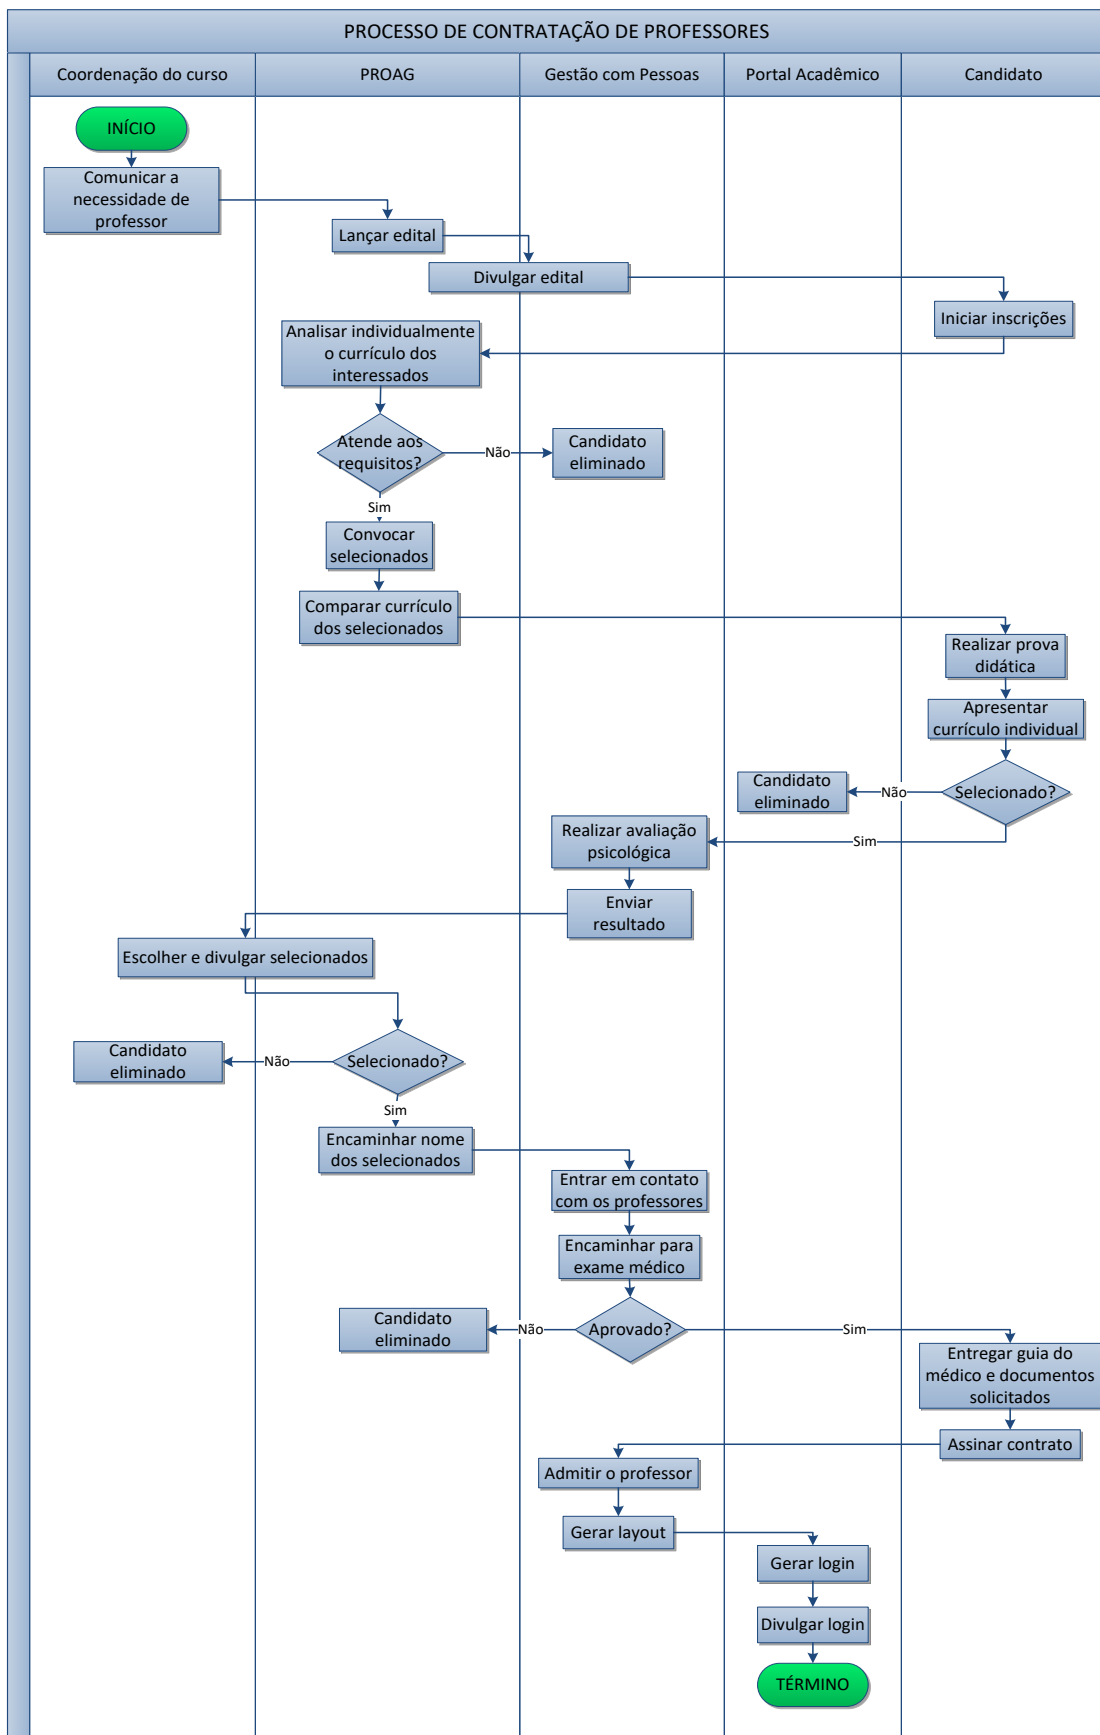 PROCESSO DE CONTRATAÇÃO DE PROFESSORES
Coordenação do curso
PROAG
Gestão com Pessoas
Portal Acadêmico
Candidato
INÍCIO
Comunicar a
necessidade de
professor
Lançar edital
Divulgar edital
Iniciar inscrições
Analisar individualmente
o currículo dos
interessados
Atende aos
requisitos?
Não
Candidato
eliminado
Sim
Convocar
selecionados
Comparar currículo
dos selecionados
Realizar prova
didática
Apresentar
currículo individual
Selecionado?
Não
Candidato
eliminado
Sim
Realizar avaliação
psicológica
Enviar
resultado
Escolher e divulgar selecionados
Selecionado?
Não
Candidato
eliminado
Sim
Encaminhar nome
dos selecionados
Entrar em contato
com os professores
Encaminhar para
exame médico
Aprovado?
Não
Candidato
eliminado
Sim
Entregar guia do
médico e documentos
solicitados
Assinar contrato
Admitir o professor
Gerar layout
Gerar login
Divulgar login
TÉRMINO